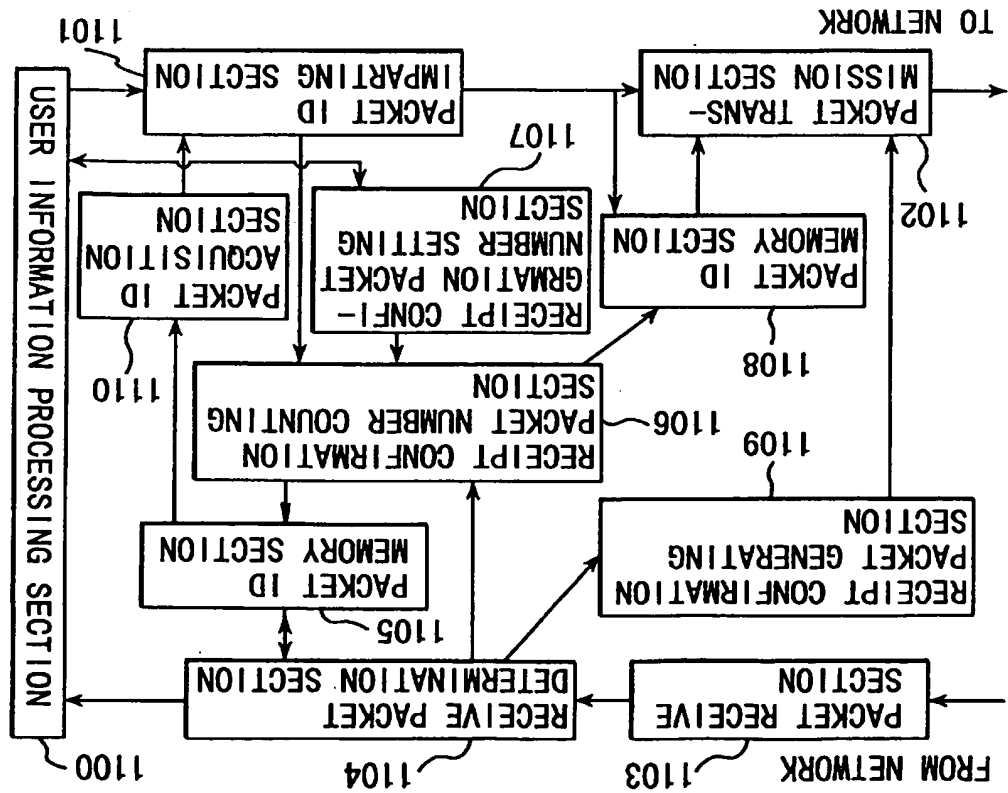 FROM NETWORK
1103
1104
1100
PACKET RECEIVE
SECTION
RECEIVE PACKET
DETERMINATION SECTION
USER INFORMATION PROCESSING SECTION
1105
RECEIPT CONFIRMATION
PACKET GENERATING
SECTION
PACKET ID
MEMORY SECTION
1109
1106
RECEIPT CONFIRMATION
PACKET NUMBER COUNTING
SECTION
1108
1110
PACKET ID
MEMORY SECTION
RECEIPT CONFI-
GRMATION PACKET
NUMBER SETTING
SECTION
PACKET ID
ACQUISITION
SECTION
1102
1107
PACKET TRANS-
MISSION SECTION
PACKET ID
IMPARTING SECTION
1101
TO NETWORK